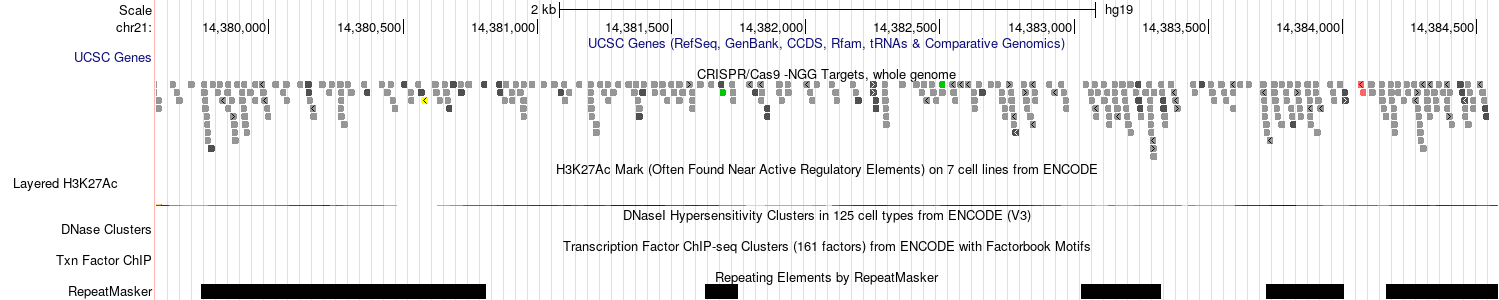 Scale 2 kb hg19
chr21: 14,380,000 14,380,500 14,381,000 14,381,500 14,382,000 14,382,500 14,383,000 14,383,500 14,384,000 14,384,500
UCSC Genes (RefSeq, GenBank, CCDS, Rfam, tRNAs & Comparative Genomics)
UCSC Genes
CRISPR/Cas9 -NGG Targets, whole genome
H3K27Ac Mark (Often Found Near Active Regulatory Elements) on 7 cell lines from ENCODE
Layered H3K27Ac
DNaseI Hypersensitivity Clusters in 125 cell types from ENCODE (V3)
DNase Clusters
Transcription Factor ChIP-seq Clusters (161 factors) from ENCODE with Factorbook Motifs
Txn Factor ChIP
Repeating Elements by RepeatMasker
RepeatMasker